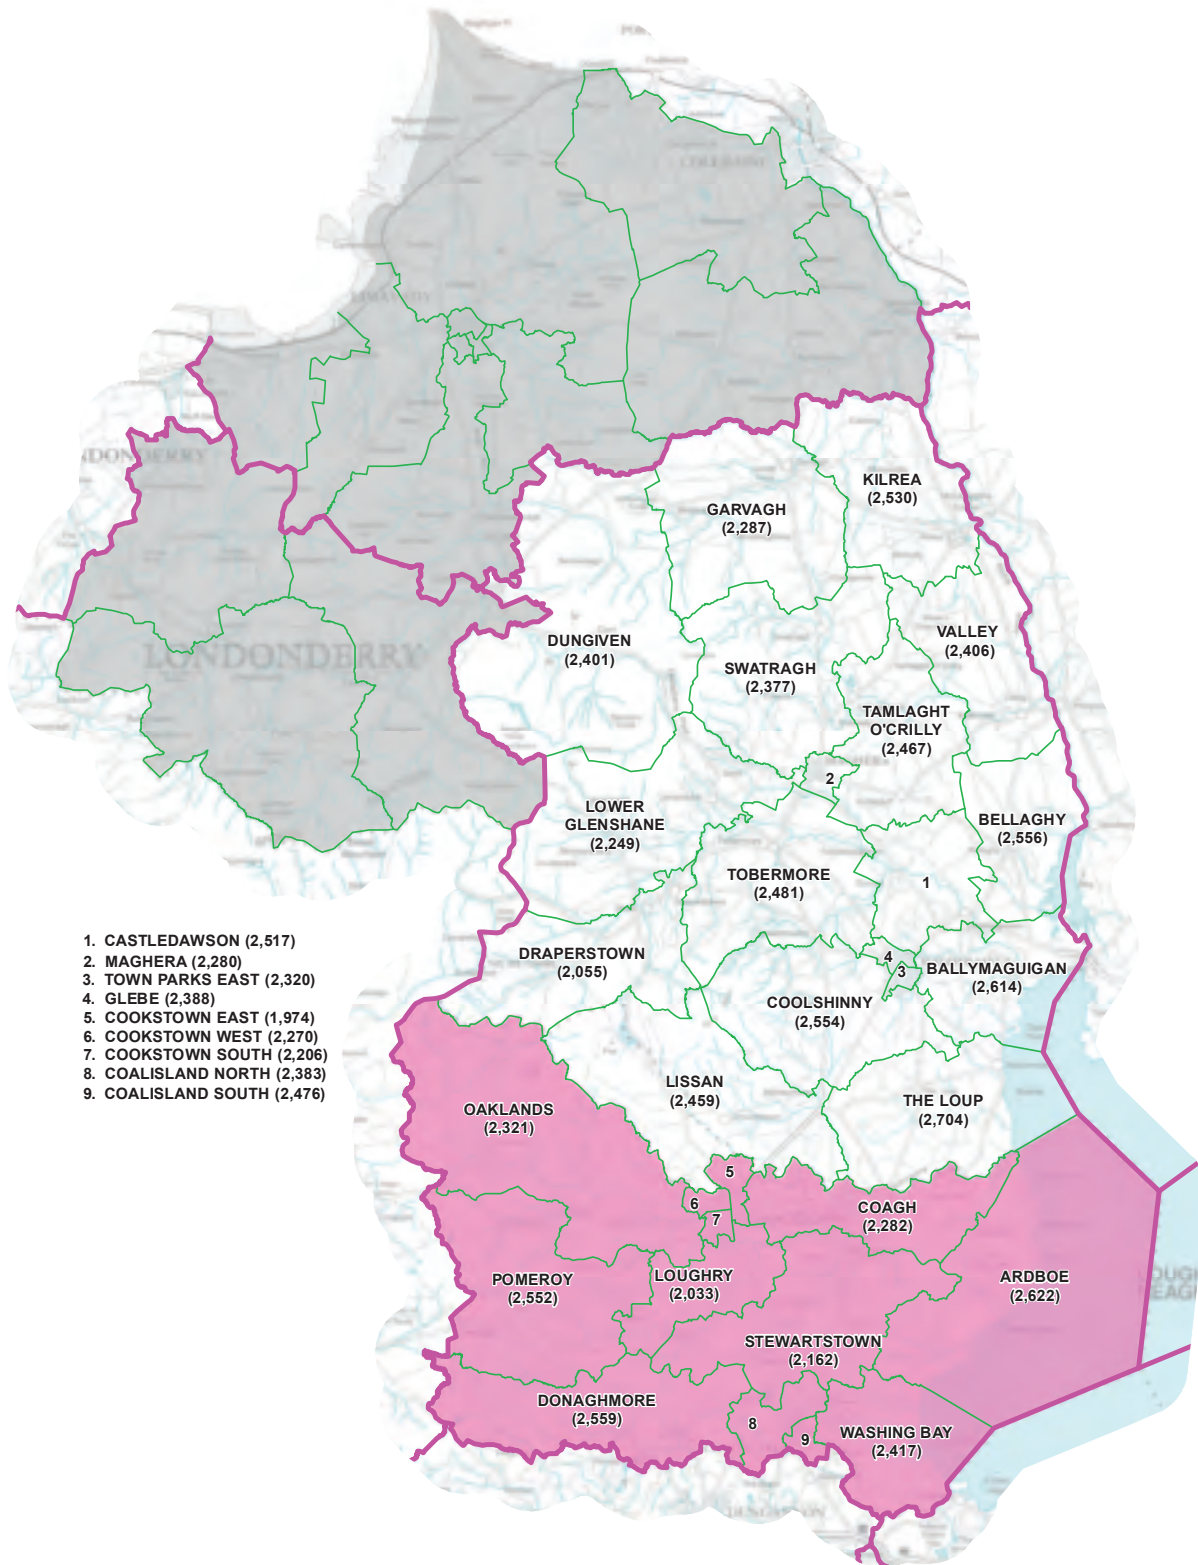 LONDONDERRY
KILREA
(2,530)
GARVAGH
(2,287)
DUNGIVEN
(2,401)
VALLEY
(2,406)
SWATRAGH
(2,377)
TAMLAGHT
O'CRILLY
(2,467)
2
LOWER
GLENSHANE
(2,249)
BELLAGHY
(2,556)
TOBERMORE
(2,481)
1
DRAPERSTOWN
(2,055)
4
3
BALLYMAGUIGAN
(2,614)
COOLSHINNY
(2,554)
1. CASTLEDAWSON (2,517)
2. MAGHERA (2,280)
3. TOWN PARKS EAST (2,320)
4. GLEBE (2,388)
5. COOKSTOWN EAST (1,974)
6. COOKSTOWN WEST (2,270)
7. COOKSTOWN SOUTH (2,206)
8. COALISLAND NORTH (2,383)
9. COALISLAND SOUTH (2,476)
LISSAN
(2,459)
THE LOUP
(2,704)
OAKLANDS
(2,321)
5
6
7
COAGH
(2,282)
POMEROY
(2,552)
LOUGHRY
(2,033)
ARDBOE
(2,622)
STEWARTSTOWN
(2,162)
DONAGHMORE
(2,559)
8
9
WASHING BAY
(2,417)